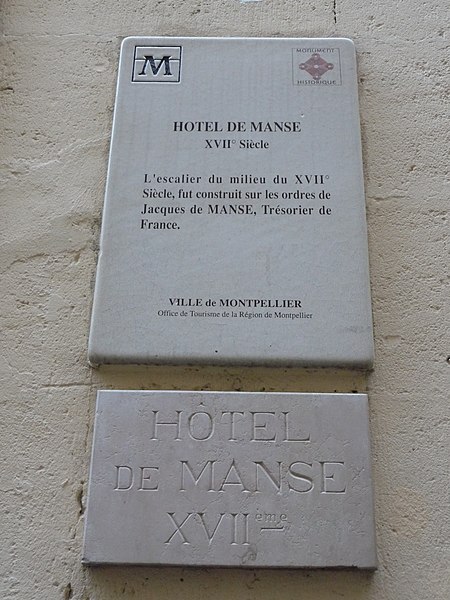 M
MONUMENT
HISTORIQUE
HOTEL DE MANSE
XVII° Siècle
L'escalier du milieu du XVII°
Siècle, fut construit sur les ordres de
Jacques de MANSE, Trésorier de
France.
VILLE de MONTPELLIER
Office de Tourisme de la Région de Montpellier
HÔTEL
DE MANSE
XVIIème